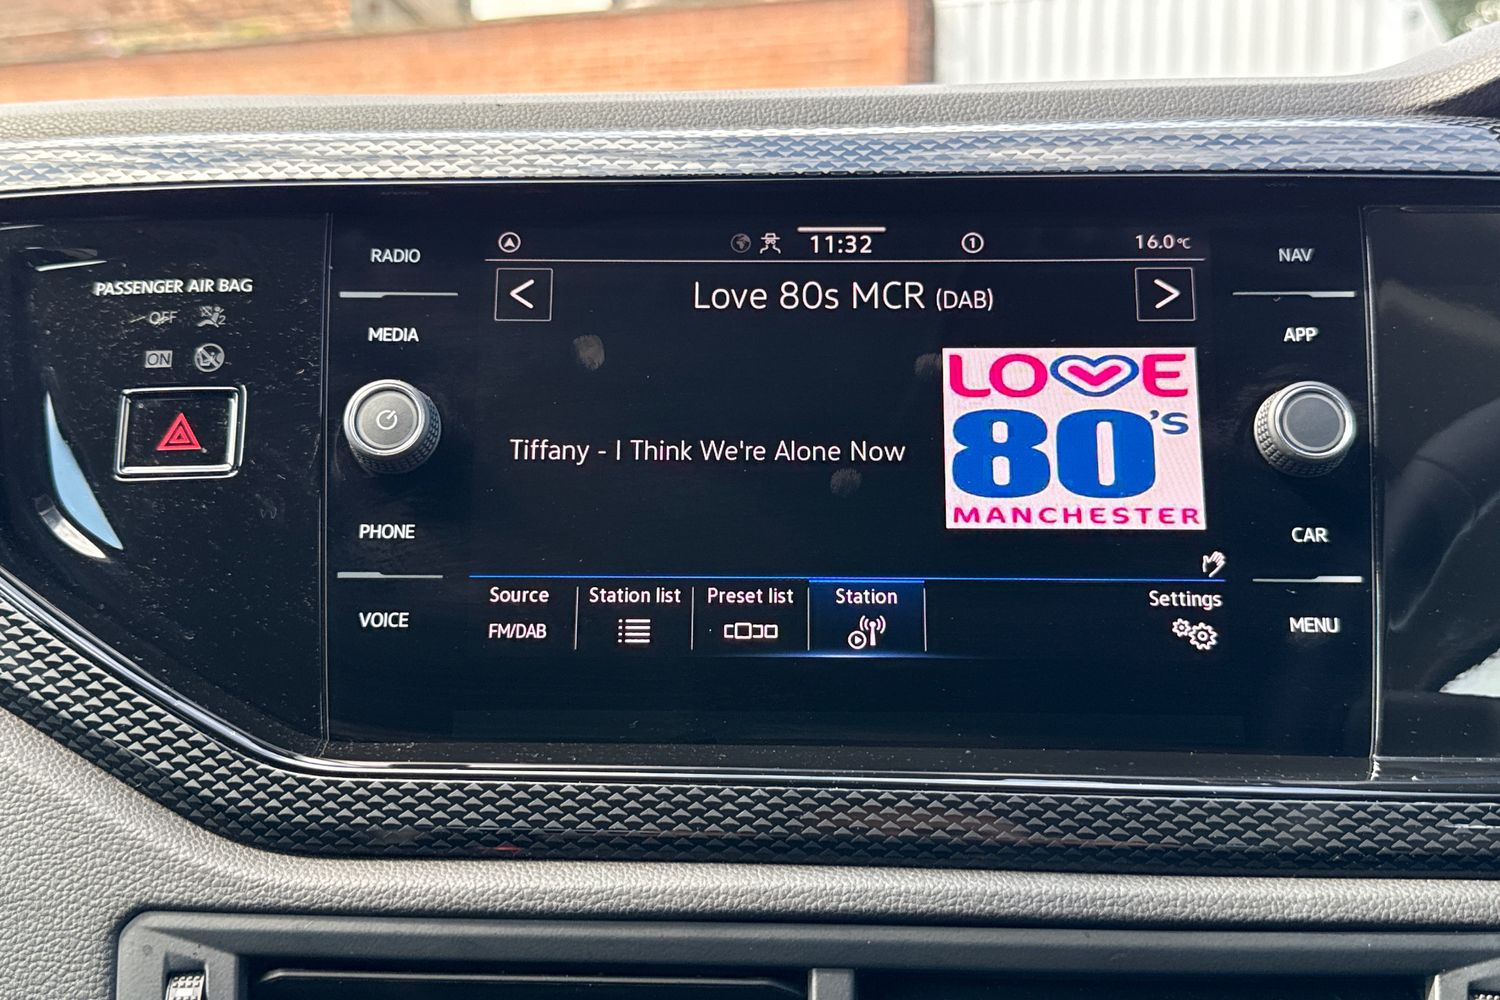 PASSENGER AIR BAG
OFF
ON
RADIO
MEDIA
PHONE
VOICE
11:32
1
16.0°C
<
Love 80s MCR (DAB)
>
Tiffany - I Think We're Alone Now
LOVE
80's
MANCHESTER
Source
FM/DAB
Station list
Preset list
Station
Settings
NAV
APP
CAR
MENU